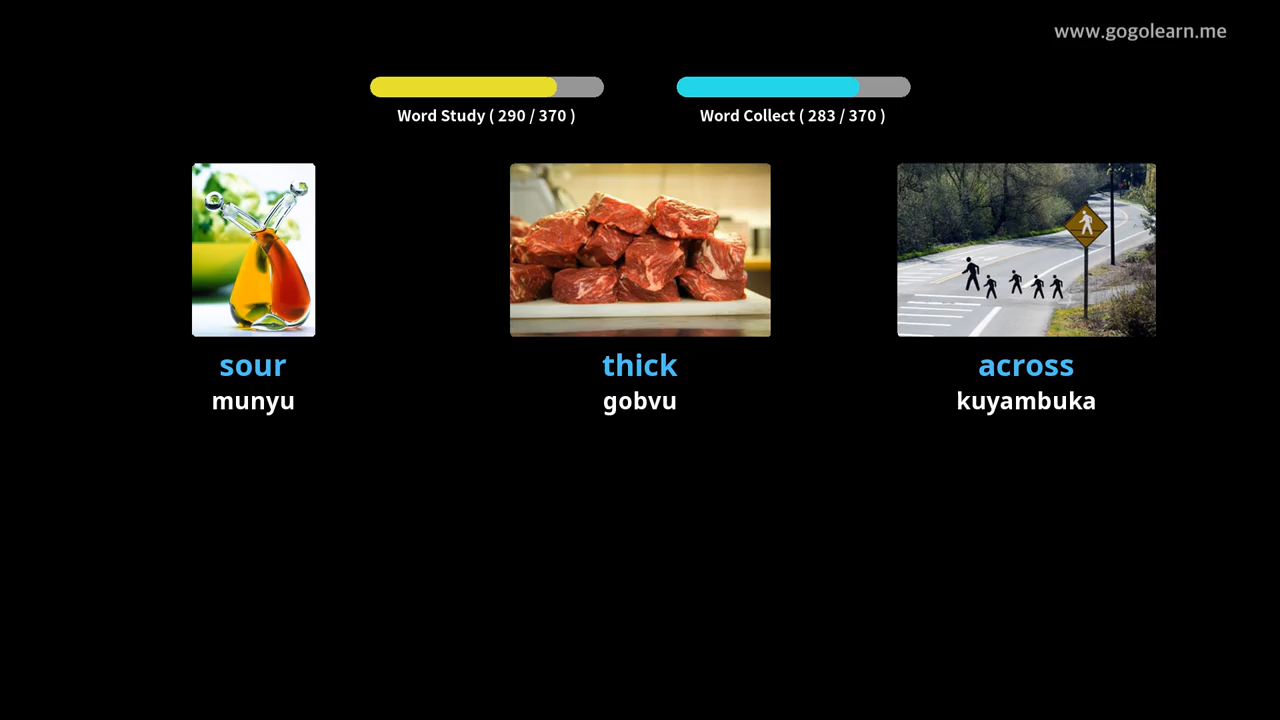 www.gogolearn.me
Word Study ( 290 / 370 )
Word Collect ( 283 / 370 )
sour
munyu
thick
gobvu
across
kuyambuka